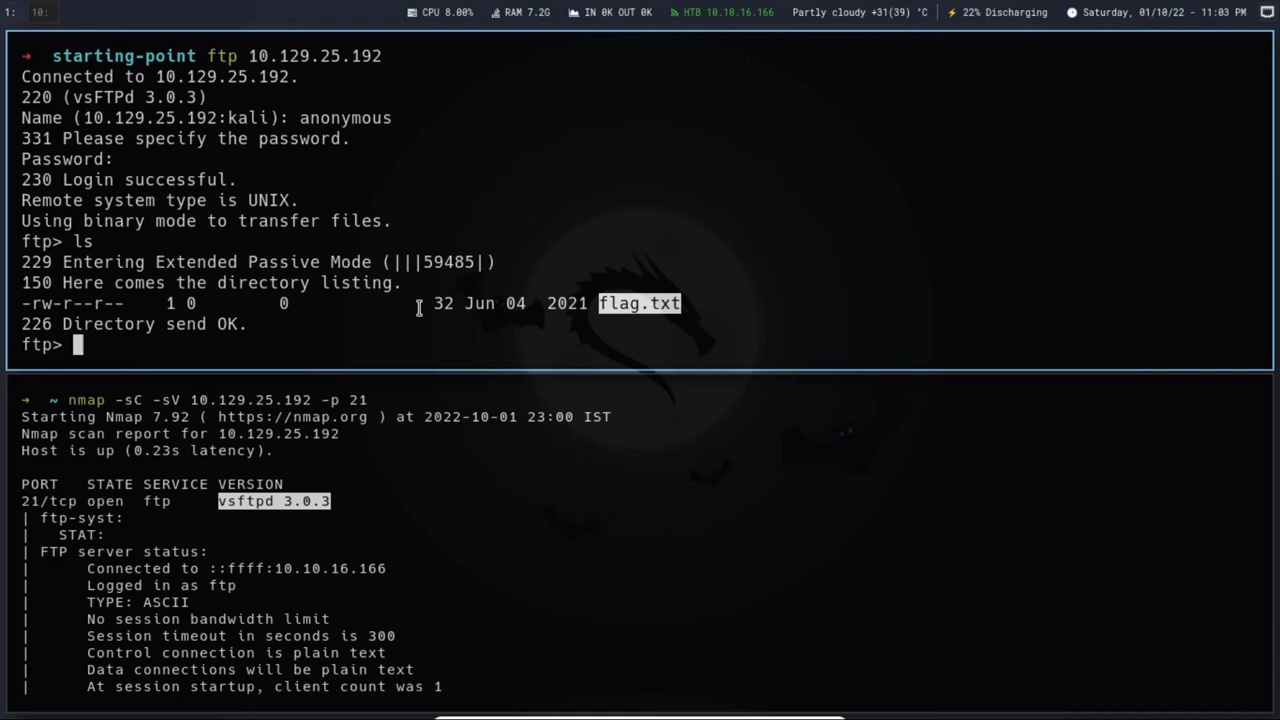 1: 10: CPU 8.00% RAM 7.2G IN 0K OUT 0K HTB 10.10.16.166 Partly cloudy +31(39) °C 22% Discharging Saturday, 01/10/22 - 11:03 PM
→ starting-point ftp 10.129.25.192
Connected to 10.129.25.192.
220 (vsFTPd 3.0.3)
Name (10.129.25.192:kali): anonymous
331 Please specify the password.
Password:
230 Login successful.
Remote system type is UNIX.
Using binary mode to transfer files.
ftp> ls
229 Entering Extended Passive Mode (|||59485|)
150 Here comes the directory listing.
-rw-r--r--    1 0        0              32 Jun 04  2021 flag.txt
226 Directory send OK.
ftp>
→ ~ nmap -sC -sV 10.129.25.192 -p 21
Starting Nmap 7.92 ( https://nmap.org ) at 2022-10-01 23:00 IST
Nmap scan report for 10.129.25.192
Host is up (0.23s latency).
PORT   STATE SERVICE VERSION
21/tcp open  ftp     vsftpd 3.0.3
| ftp-syst:
|   STAT:
| FTP server status:
|      Connected to ::ffff:10.10.16.166
|      Logged in as ftp
|      TYPE: ASCII
|      No session bandwidth limit
|      Session timeout in seconds is 300
|      Control connection is plain text
|      Data connections will be plain text
|      At session startup, client count was 1